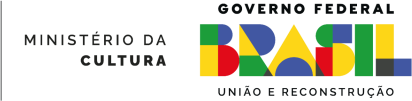 MINISTÉRIO DA
CULTURA
GOVERNO FEDERAL
BRASIL
UNIÃO E RECONSTRUÇÃO